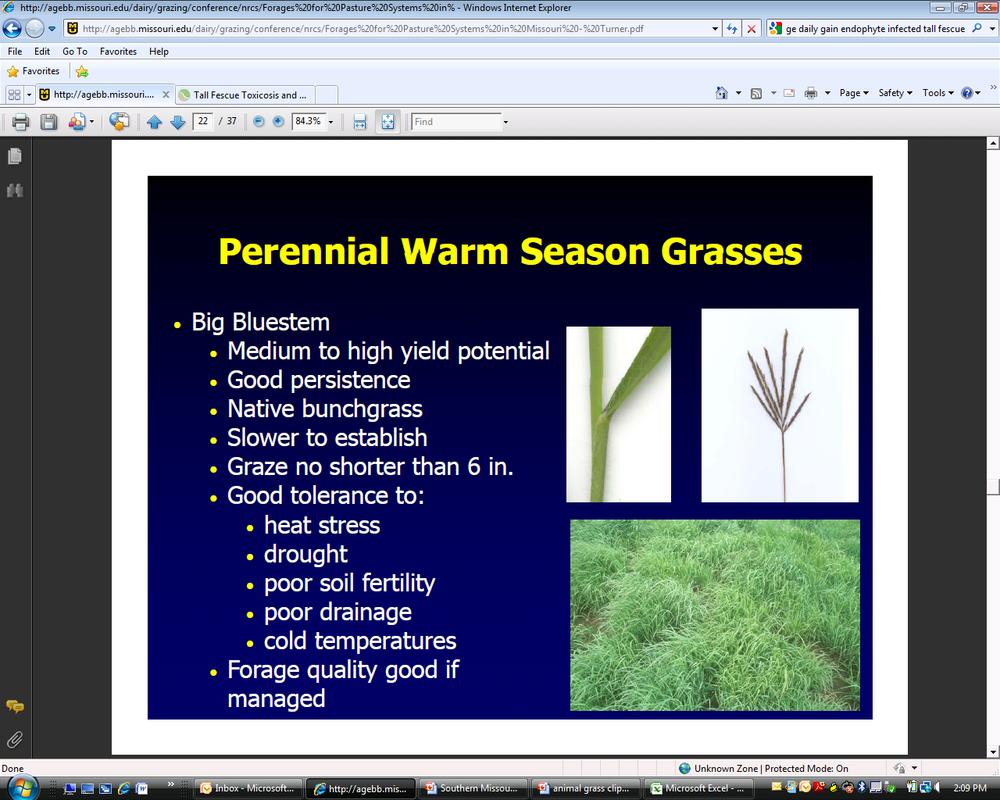 http://agebb.missouri.edu/dairy/grazing/conference/nrcs/Forages%20for%20Pasture%20Systems%20in% - Windows Internet Explorer
http://agebb.missouri.edu/dairy/grazing/conference/nrcs/Forages%20for%20Pasture%20Systems%20in%20Missouri%20-%20Turner.pdf
ge daily gain endophyte infected tall fescue
File Edit Go To Favorites Help
Favorites
http://agebb.missouri.... Tall Fescue Toxicosis and ... Page Safety Tools
22 / 37 84.3% Find
Perennial Warm Season Grasses
• Big Bluestem
• Medium to high yield potential
• Good persistence
• Native bunchgrass
• Slower to establish
• Graze no shorter than 6 in.
• Good tolerance to:
• heat stress
• drought
• poor soil fertility
• poor drainage
• cold temperatures
• Forage quality good if
managed
Done Unknown Zone | Protected Mode: On
Inbox - Microsoft... http://agebb.mis... Southern Missou... animal grass clip... Microsoft Excel - ... 2:09 PM